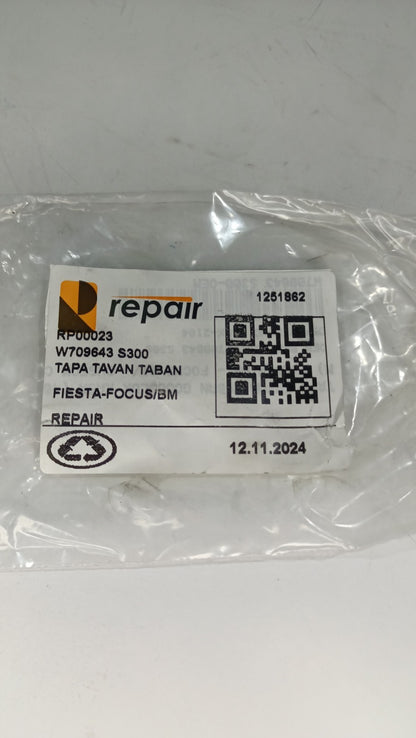 repair
1251862
RP00023
W709643 S300
TAPA TAVAN TABAN
FIESTA-FOCUS/BM
REPAIR
12.11.2024